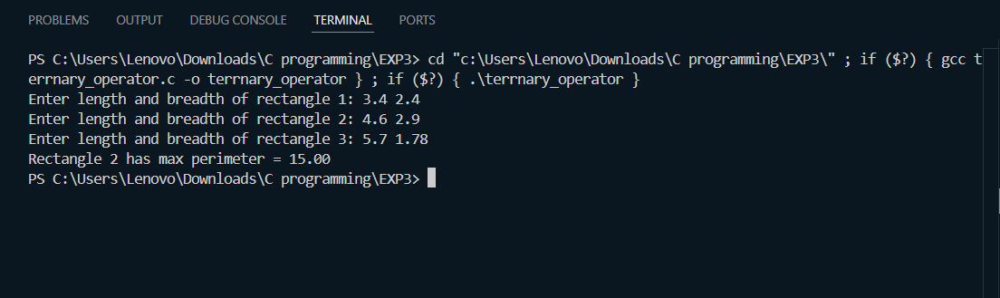 PROBLEMS OUTPUT DEBUG CONSOLE TERMINAL PORTS
PS C:\Users\Lenovo\Downloads\C programming\EXP3> cd "c:\Users\Lenovo\Downloads\C programming\EXP3\" ; if ($?) { gcc t
errnary_operator.c -o terrnary_operator } ; if ($?) { .\terrnary_operator }
Enter length and breadth of rectangle 1: 3.4 2.4
Enter length and breadth of rectangle 2: 4.6 2.9
Enter length and breadth of rectangle 3: 5.7 1.78
Rectangle 2 has max perimeter = 15.00
PS C:\Users\Lenovo\Downloads\C programming\EXP3>